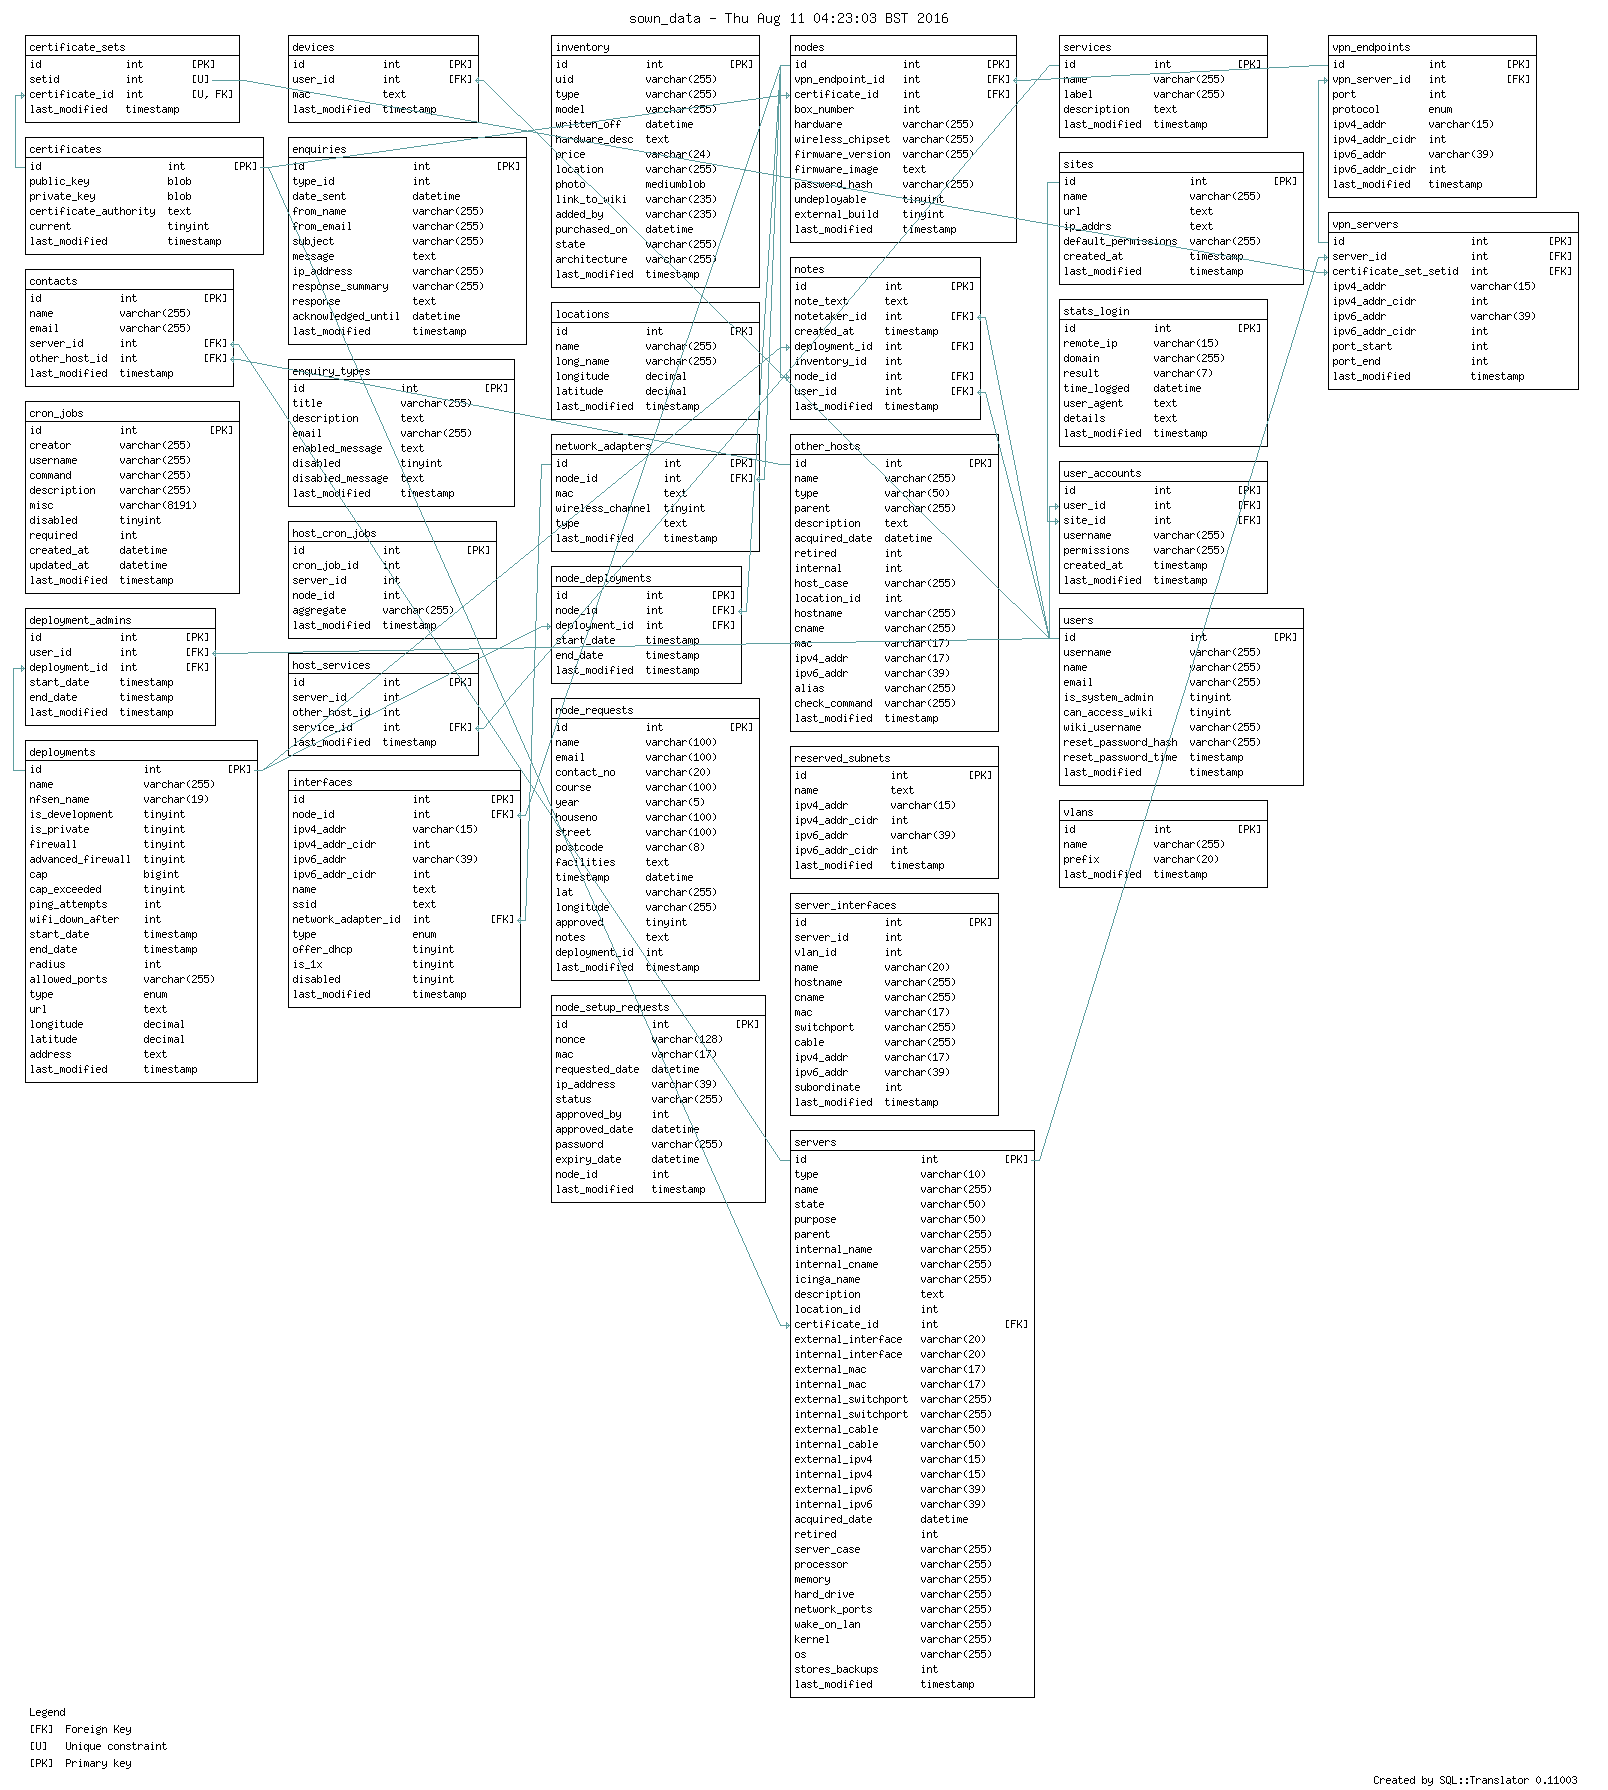 sown_data - Thu Aug 11 04:23:03 BST 2016
certificate_sets
id int [PK]
setid int [U]
certificate_id int [U, FK]
last_modified timestamp
certificates
id int [PK]
public_key blob
private_key blob
certificate_authority text
current tinyint
last_modified timestamp
contacts
id int [PK]
name varchar(255)
email varchar(255)
server_id int [FK]
other_host_id int [FK]
last_modified timestamp
cron_jobs
id int [PK]
creator varchar(255)
username varchar(255)
command varchar(255)
description varchar(255)
misc varchar(8191)
disabled tinyint
required int
created_at datetime
updated_at datetime
last_modified timestamp
deployment_admins
id int [PK]
user_id int [FK]
deployment_id int [FK]
start_date timestamp
end_date timestamp
last_modified timestamp
deployments
id int [PK]
name varchar(255)
nfsen_name varchar(19)
is_development tinyint
is_private tinyint
firewall tinyint
advanced_firewall tinyint
cap bigint
cap_exceeded tinyint
ping_attempts int
wifi_down_after int
start_date timestamp
end_date timestamp
radius int
allowed_ports varchar(255)
type enum
url text
longitude decimal
latitude decimal
address text
last_modified timestamp
devices
id int [PK]
user_id int [FK]
mac text
last_modified timestamp
enquiries
id int [PK]
type_id int
date_sent datetime
from_name varchar(255)
from_email varchar(255)
subject varchar(255)
message text
ip_address varchar(255)
response_summary varchar(255)
response text
acknowledged_until datetime
last_modified timestamp
enquiry_types
id int [PK]
title varchar(255)
description text
email varchar(255)
enabled_message text
disabled tinyint
disabled_message text
last_modified timestamp
host_cron_jobs
id int [PK]
cron_job_id int
server_id int
node_id int
aggregate varchar(255)
last_modified timestamp
host_services
id int [PK]
server_id int
other_host_id int
service_id int [FK]
last_modified timestamp
interfaces
id int [PK]
node_id int [FK]
ipv4_addr varchar(15)
ipv4_addr_cidr int
ipv6_addr varchar(39)
ipv6_addr_cidr int
name text
ssid text
network_adapter_id int [FK]
type enum
offer_dhcp tinyint
is_1x tinyint
disabled tinyint
last_modified timestamp
inventory
id int [PK]
uid varchar(255)
type varchar(255)
model varchar(255)
written_off datetime
hardware_desc text
price varchar(24)
location varchar(255)
photo mediumblob
link_to_wiki varchar(235)
added_by varchar(235)
purchased_on datetime
state varchar(255)
architecture varchar(255)
last_modified timestamp
locations
id int [PK]
name varchar(255)
long_name varchar(255)
longitude decimal
latitude decimal
last_modified timestamp
network_adapters
id int [PK]
node_id int [FK]
mac text
wireless_channel tinyint
type text
last_modified timestamp
node_deployments
id int [PK]
node_id int [FK]
deployment_id int [FK]
start_date timestamp
end_date timestamp
last_modified timestamp
node_requests
id int [PK]
name varchar(100)
email varchar(100)
contact_no varchar(20)
course varchar(100)
year varchar(5)
houseno varchar(100)
street varchar(100)
postcode varchar(8)
facilities text
timestamp datetime
lat varchar(255)
longitude varchar(255)
approved tinyint
notes text
deployment_id int
last_modified timestamp
node_setup_requests
id int [PK]
nonce varchar(128)
mac varchar(17)
requested_date datetime
ip_address varchar(39)
status varchar(255)
approved_by int
approved_date datetime
password varchar(255)
expiry_date datetime
node_id int
last_modified timestamp
nodes
id int [PK]
vpn_endpoint_id int [FK]
certificate_id int [FK]
box_number int
hardware varchar(255)
wireless_chipset varchar(255)
firmware_version varchar(255)
firmware_image text
password_hash varchar(255)
undeployable tinyint
external_build tinyint
last_modified timestamp
notes
id int [PK]
note_text text
notetaker_id int [FK]
created_at timestamp
deployment_id int [FK]
inventory_id int
node_id int [FK]
user_id int [FK]
last_modified timestamp
other_hosts
id int [PK]
name varchar(255)
type varchar(50)
parent varchar(255)
description text
acquired_date datetime
retired int
internal int
host_case varchar(255)
location_id int
hostname varchar(255)
cname varchar(255)
mac varchar(17)
ipv4_addr varchar(17)
ipv6_addr varchar(39)
alias varchar(255)
check_command varchar(255)
last_modified timestamp
reserved_subnets
id int [PK]
name text
ipv4_addr varchar(15)
ipv4_addr_cidr int
ipv6_addr varchar(39)
ipv6_addr_cidr int
last_modified timestamp
server_interfaces
id int [PK]
server_id int
vlan_id int
name varchar(20)
hostname varchar(255)
cname varchar(255)
mac varchar(17)
switchport varchar(255)
cable varchar(255)
ipv4_addr varchar(17)
ipv6_addr varchar(39)
subordinate int
last_modified timestamp
servers
id int [PK]
type varchar(10)
name varchar(255)
state varchar(50)
purpose varchar(50)
parent varchar(255)
internal_name varchar(255)
internal_cname varchar(255)
icinga_name varchar(255)
description text
location_id int
certificate_id int [FK]
external_interface varchar(20)
internal_interface varchar(20)
external_mac varchar(17)
internal_mac varchar(17)
external_switchport varchar(255)
internal_switchport varchar(255)
external_cable varchar(50)
internal_cable varchar(50)
external_ipv4 varchar(15)
internal_ipv4 varchar(15)
external_ipv6 varchar(39)
internal_ipv6 varchar(39)
acquired_date datetime
retired int
server_case varchar(255)
processor varchar(255)
memory varchar(255)
hard_drive varchar(255)
network_ports varchar(255)
wake_on_lan varchar(255)
kernel varchar(255)
os varchar(255)
stores_backups int
last_modified timestamp
services
id int [PK]
name varchar(255)
label varchar(255)
description text
last_modified timestamp
sites
id int [PK]
name varchar(255)
url text
ip_addrs text
default_permissions varchar(255)
created_at timestamp
last_modified timestamp
stats_login
id int [PK]
remote_ip varchar(15)
domain varchar(255)
result varchar(7)
time_logged datetime
user_agent text
details text
last_modified timestamp
user_accounts
id int [PK]
user_id int [FK]
site_id int [FK]
username varchar(255)
permissions varchar(255)
created_at timestamp
last_modified timestamp
users
id int [PK]
username varchar(255)
name varchar(255)
email varchar(255)
is_system_admin tinyint
can_access_wiki tinyint
wiki_username varchar(255)
reset_password_hash varchar(255)
reset_password_time timestamp
last_modified timestamp
vlans
id int [PK]
name varchar(255)
prefix varchar(20)
last_modified timestamp
vpn_endpoints
id int [PK]
vpn_server_id int [FK]
port int
protocol enum
ipv4_addr varchar(15)
ipv4_addr_cidr int
ipv6_addr varchar(39)
ipv6_addr_cidr int
last_modified timestamp
vpn_servers
id int [PK]
server_id int [FK]
certificate_set_setid int [FK]
ipv4_addr varchar(15)
ipv4_addr_cidr int
ipv6_addr varchar(39)
ipv6_addr_cidr int
port_start int
port_end int
last_modified timestamp
Legend
[FK] Foreign Key
[U] Unique constraint
[PK] Primary key
Created by SQL::Translator 0.11003